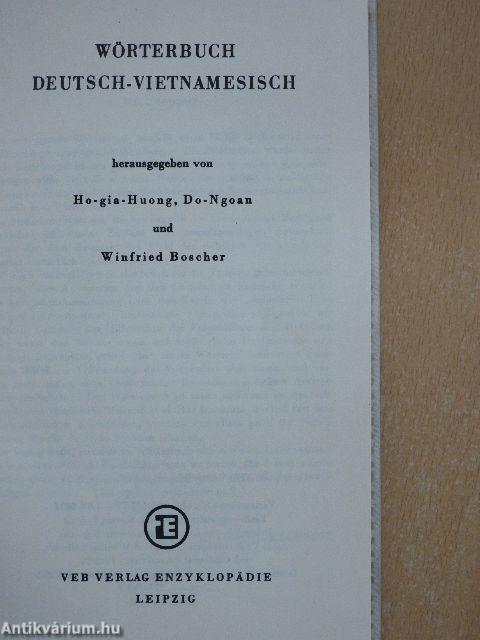 WÖRTERBUCH
DEUTSCH-VIETNAMESISCH
herausgegeben von
Ho-gia-Huong, Do-Ngoan
und
Winfried Boscher
VEB VERLAG ENZYKLOPÄDIE
LEIPZIG
Antikvárium.hu